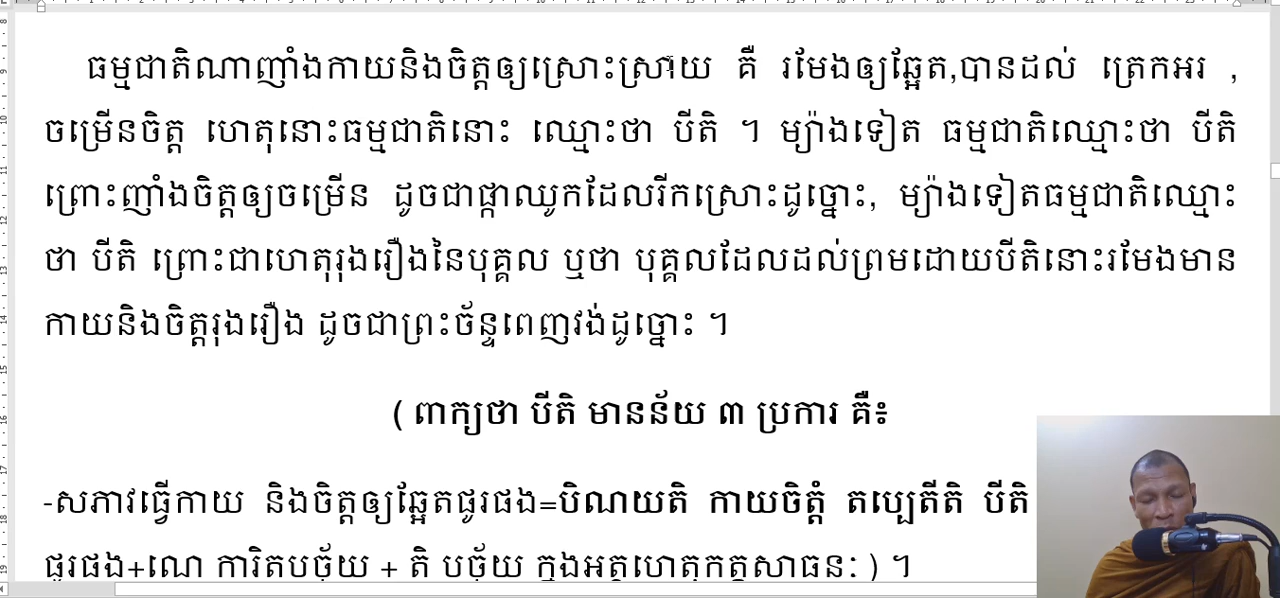 ធម្មជាតិណាញាំងកាយនិងចិត្តឲ្យស្រោះស្រាយ គឺ រមែងឲ្យឆ្អែត,បានដល់ ត្រេកអរ ,
ចម្រើនចិត្ត ហេតុនោះធម្មជាតិនោះ ឈ្មោះថា បីតិ ។ ម្យ៉ាងទៀត ធម្មជាតិឈ្មោះថា បីតិ
ព្រោះញាំងចិត្តឲ្យចម្រើន ដូចជាផ្កាឈូកដែលរីកស្រោះដូច្នោះ, ម្យ៉ាងទៀតធម្មជាតិឈ្មោះ
ថា បីតិ ព្រោះជាហេតុរុងរឿងនៃបុគ្គល ឬថា បុគ្គលដែលដល់ព្រមដោយបីតិនោះរមែងមាន
កាយនិងចិត្តរុងរឿង ដូចជាព្រះច័ន្ទពេញវង់ដូច្នោះ ។
( ពាក្យថា បីតិ មានន័យ ៣ ប្រការ គឺ៖
-សភាវធ្វើកាយ និងចិត្តឲ្យឆ្អែតផូរផង=បិណយតិ កាយចិត្តំ តប្បេតីតិ បីតិ
ផូរផង+ណេ ការិតបច្ច័យ + តិ បច្ច័យ ក្នុងអត្ថហេតុកត្តុសាធនៈ ) ។